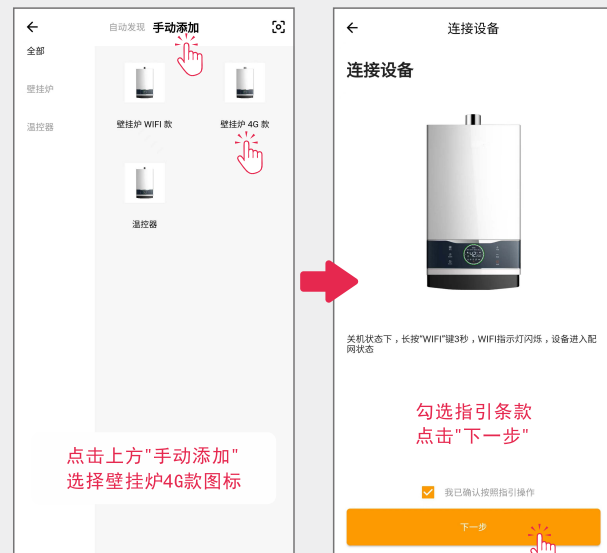 自动发现 手动添加
全部
壁挂炉
温控器
壁挂炉 WIFI 款
壁挂炉 4G 款
温控器
点击上方"手动添加"
选择壁挂炉4G款图标
连接设备
连接设备
关机状态下，长按"WIFI"键3秒，WIFI指示灯闪烁，设备进入配
网状态
勾选指引条款
点击"下一步"
我已确认按照指引操作
下一步